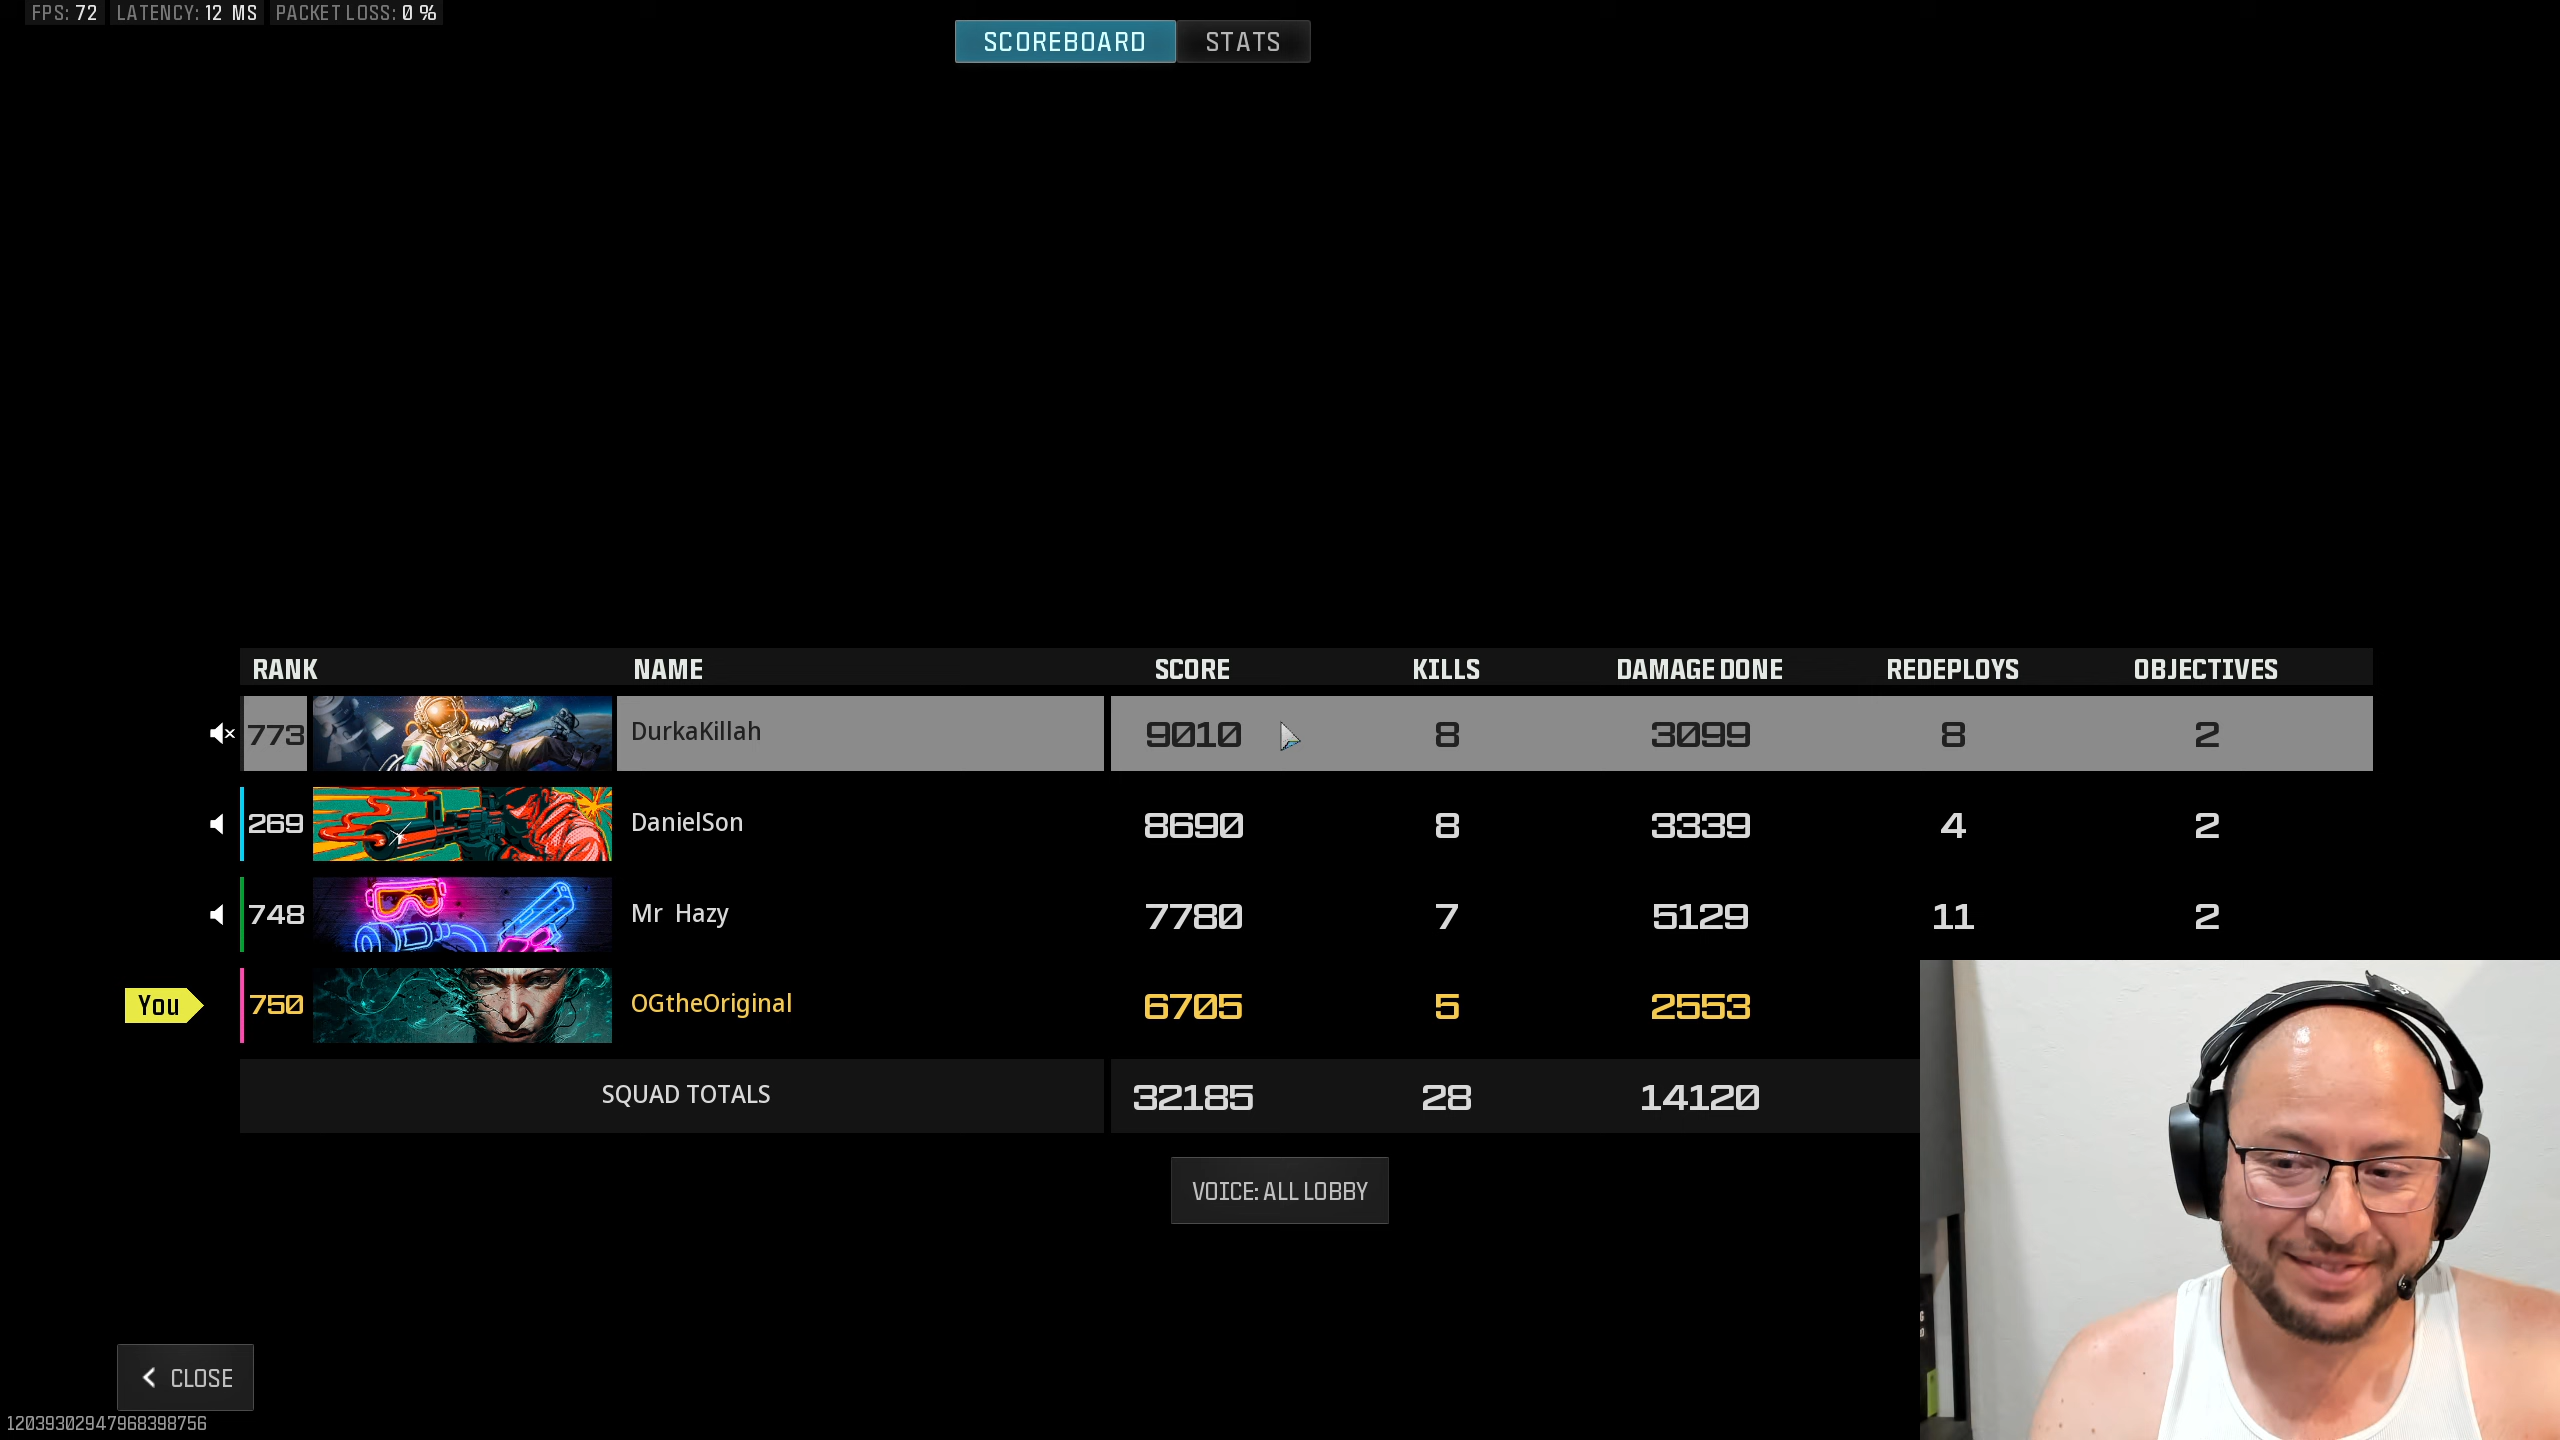 FPS: 72 LATENCY: 12 MS PACKET LOSS: 0 %
SCOREBOARD STATS
RANK NAME SCORE KILLS DAMAGE DONE REDEPLOYS OBJECTIVES
773 DurkaKillah 9010 8 3099 8 2
269 DanielSon 8690 8 3339 4 2
748 Mr Hazy 7780 7 5129 11 2
You 750 OGtheOriginal 6705 5 2553
SQUAD TOTALS 32185 28 14120
VOICE: ALL LOBBY
CLOSE
12039302947968398756